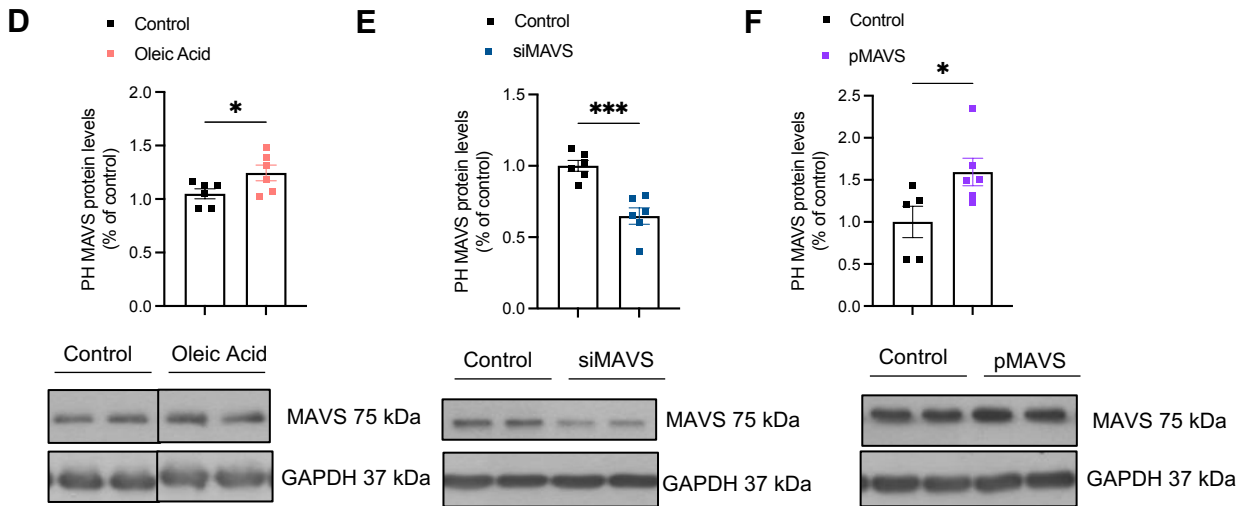 D
Control
Oleic Acid
PH MAVS protein levels
(% of control)
2.0
1.5
1.0
0.5
0.0
*
Control
Oleic Acid
MAVS 75 kDa
GAPDH 37 kDa
E
Control
siMAVS
PH MAVS protein levels
(% of control)
1.5
1.0
0.5
0.0
***
Control
siMAVS
MAVS 75 kDa
GAPDH 37 kDa
F
Control
pMAVS
PH MAVS protein levels
(% of control)
2.5
2.0
1.5
1.0
0.5
0.0
*
Control
pMAVS
MAVS 75 kDa
GAPDH 37 kDa